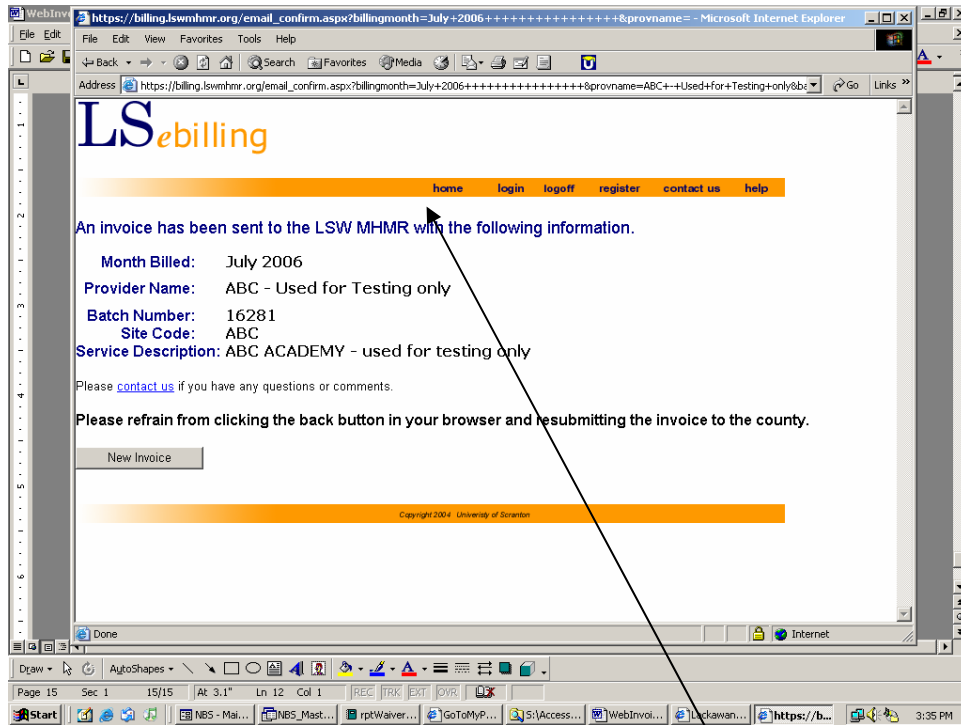 WebInv
https://billing.lswmhmr.org/email_confirm.aspx?billingmonth=July+2006++++++++++++++++&provname= - Microsoft Internet Explorer
File Edit
File Edit View Favorites Tools Help
Back Search Favorites Media
Address https://billing.lswmhmr.org/email_confirm.aspx?billingmonth=July+2006++++++++++++++++&provname=ABC+-+Used+for+Testing+only&ba Go Links »
LSebilling
home login logoff register contact us help
An invoice has been sent to the LSW MHMR with the following information.
Month Billed: July 2006
Provider Name: ABC - Used for Testing only
Batch Number: 16281
Site Code: ABC
Service Description: ABC ACADEMY - used for testing only
Please contact us if you have any questions or comments.
Please refrain from clicking the back button in your browser and resubmitting the invoice to the county.
New Invoice
Copyright 2004 Univeristy of Scranton
Done Internet
Draw AutoShapes
Page 15 Sec 1 15/15 At 3.1" Ln 12 Col 1 REC TRK EXT OVR
Start NBS - Mai... NBS_Mast... rptWaiver... GoToMyP... S:\Access... WebInvoi... Lackawan... https://b... 3:35 PM